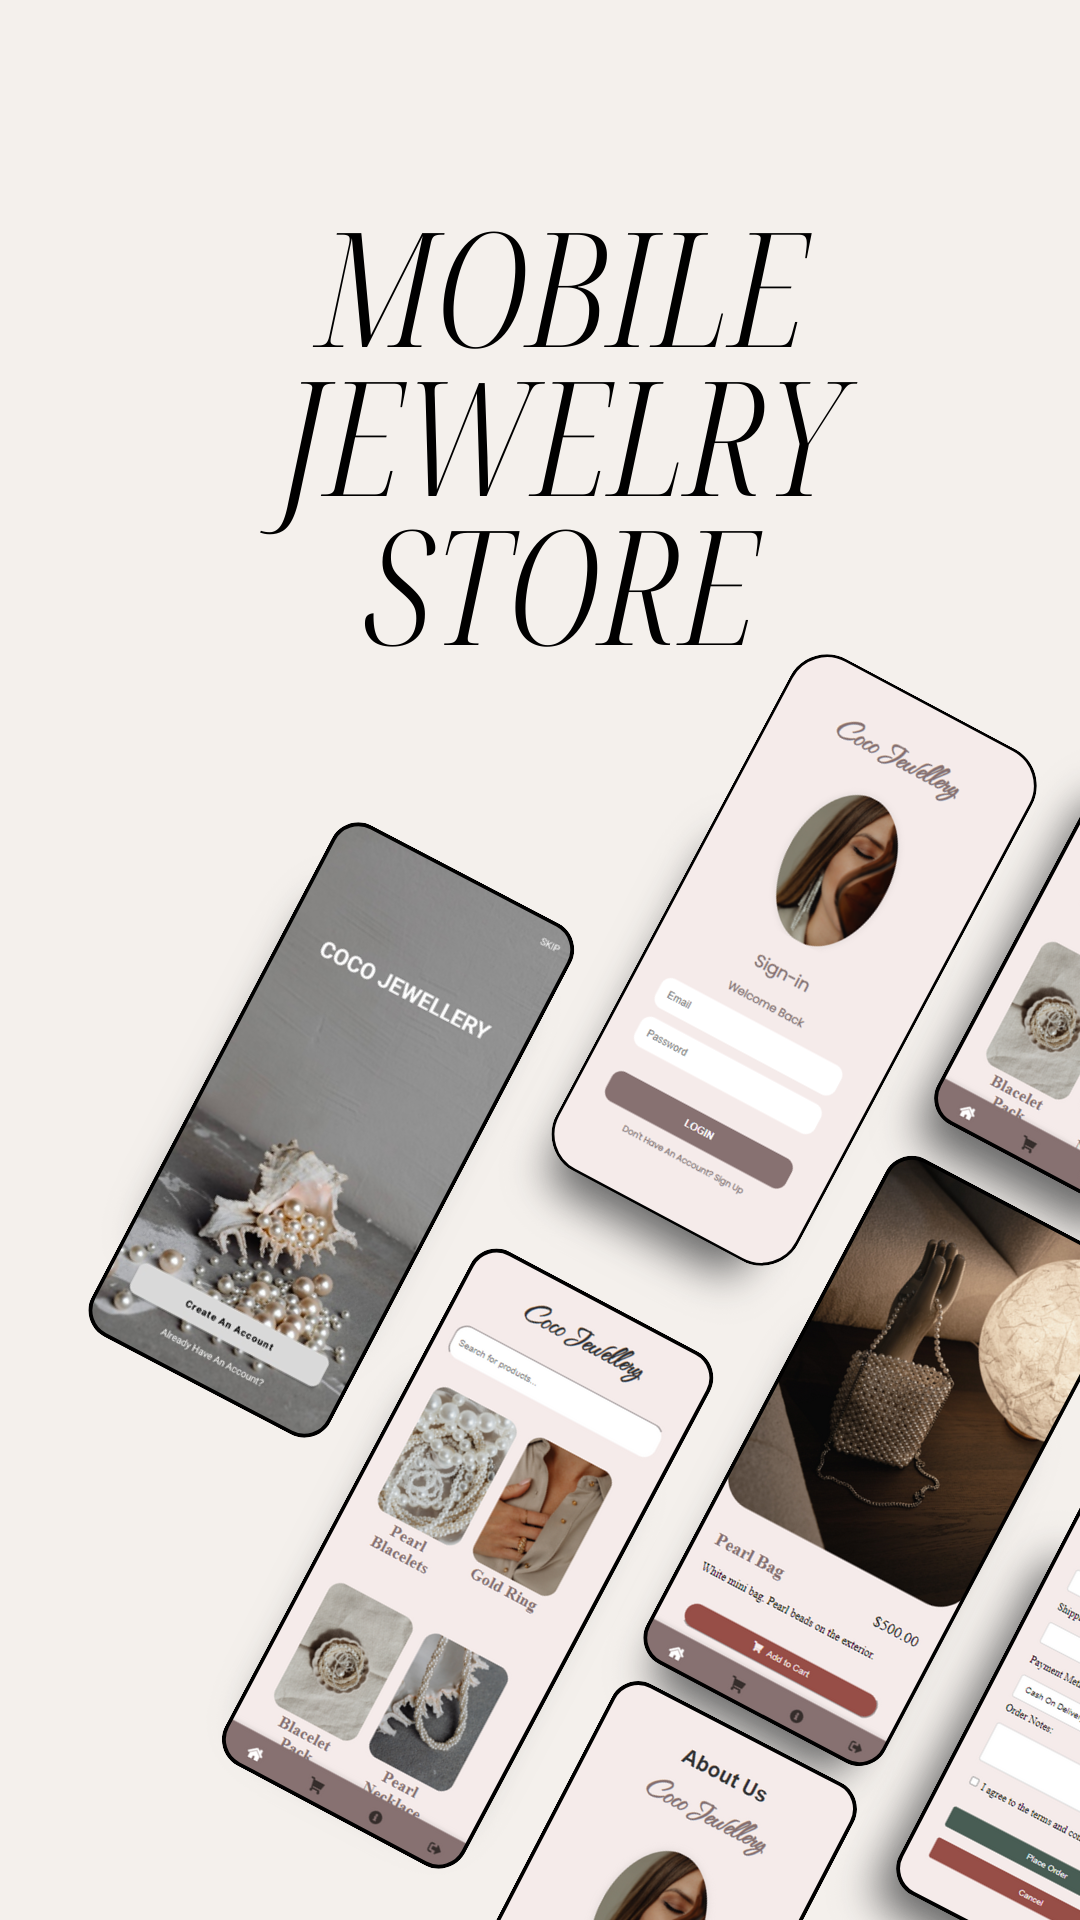 MOBILE
JEWELRY
STORE
SKIP
COCO JEWELLERY
Create An Account
Already Have An Account?
Coco Jewellery
Sign-in
Welcome Back
Email
Password
LOGIN
Don't Have An Account? Sign Up
Blacelet
Pack
Coco Jewellery
Search for products...
Pearl
Blacelets
Gold Ring
Blacelet
Pack
Pearl
Necklace
Pearl Bag
White mini bag. Pearl beads on the exterior.
$500.00
Add to Cart
About Us
Coco Jewellery
Shipp
Payment Met
Cash On Deliver
Order Notes:
I agree to the terms and con
Place Order
Cancel